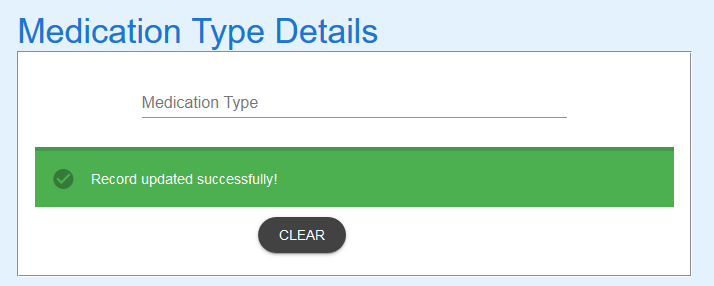 Medication Type Details
Medication Type
Record updated successfully!
CLEAR